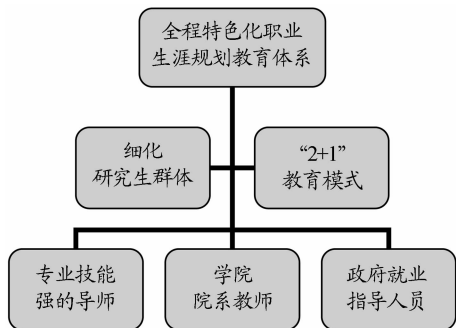 全程特色化职业
生涯规划教育体系
细化
研究生群体
“2+1”
教育模式
专业技能
强的导师
学院
院系教师
政府就业
指导人员